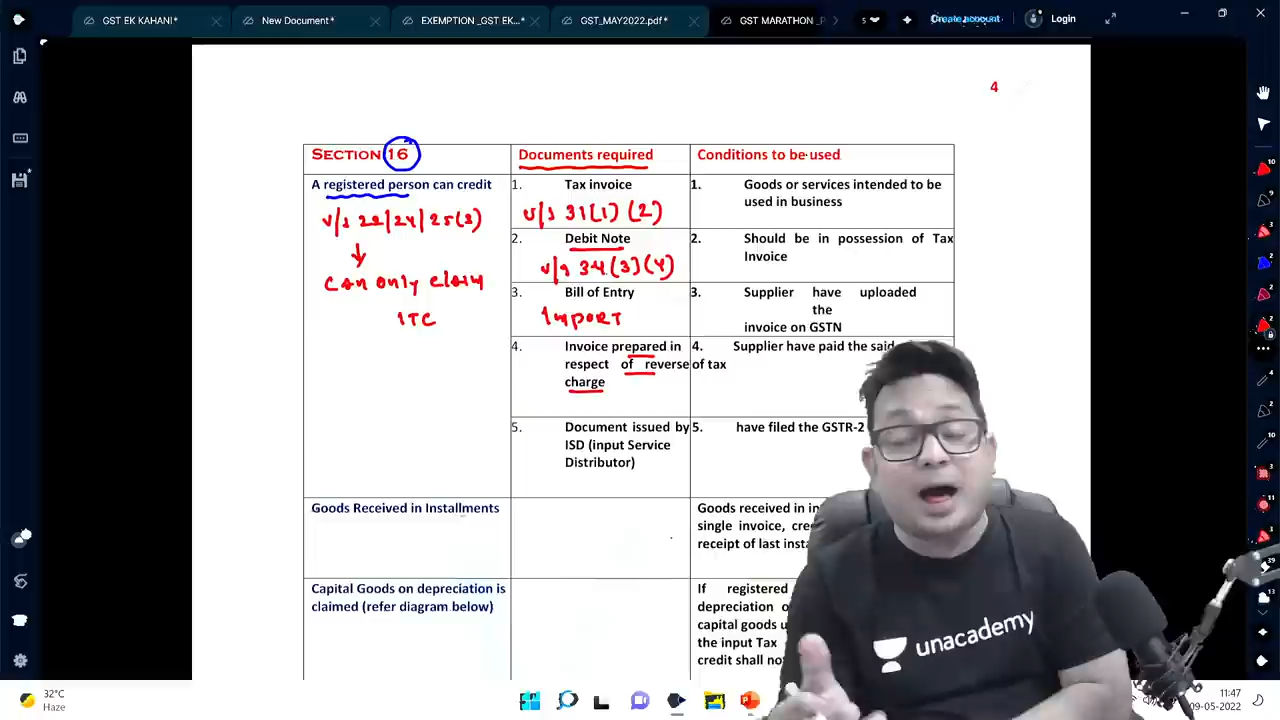 GST EK KAHANI*
New Document*
EXEMPTION _GST EK...*
GST_MAY2022.pdf*
GST MARATHON _P
5
Create account
Login
4
SECTION 16
Documents required
Conditions to be used
A registered person can credit
u/s 22/24/25(3)
can only claim
ITC
1. Tax invoice
u/s 31(1) (2)
1. Goods or services intended to be
used in business
2. Debit Note
u/s 34(3)(4)
2. Should be in possession of Tax
Invoice
3. Bill of Entry
IMPORT
3. Supplier have uploaded
the
invoice on GSTN
4. Invoice prepared in
respect of reverse
charge
4. Supplier have paid the said
of tax
5. Document issued by
ISD (input Service
Distributor)
5. have filed the GSTR-2
Goods Received in Installments
Goods received in in
single invoice, cre
receipt of last insta
Capital Goods on depreciation is
claimed (refer diagram below)
If registered
depreciation o
capital goods u
the input Tax
credit shall no
unacademy
32°C
Haze
11:47
09-05-2022